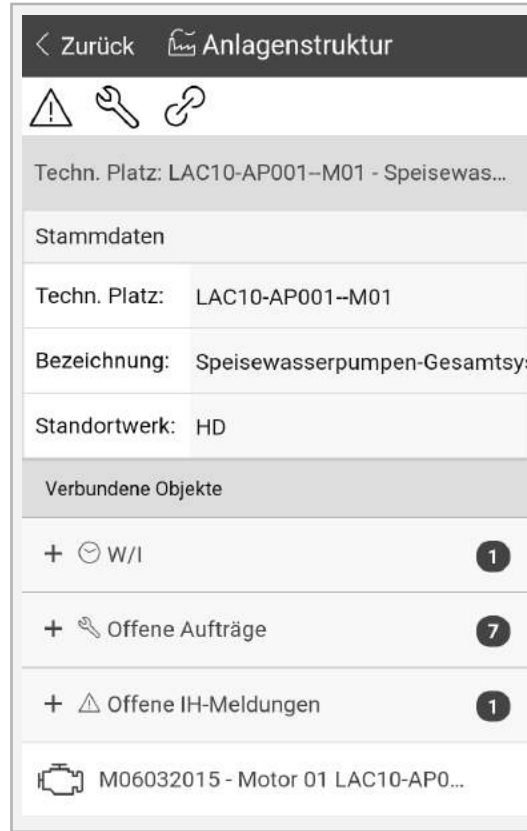 Zurück Anlagenstruktur
Techn. Platz: LAC10-AP001--M01 - Speisewas...
Stammdaten
Techn. Platz: LAC10-AP001--M01
Bezeichnung: Speisewasserpumpen-Gesamtsys
Standortwerk: HD
Verbundene Objekte
+ W/I 1
+ Offene Aufträge 7
+ Offene IH-Meldungen 1
M06032015 - Motor 01 LAC10-AP0...